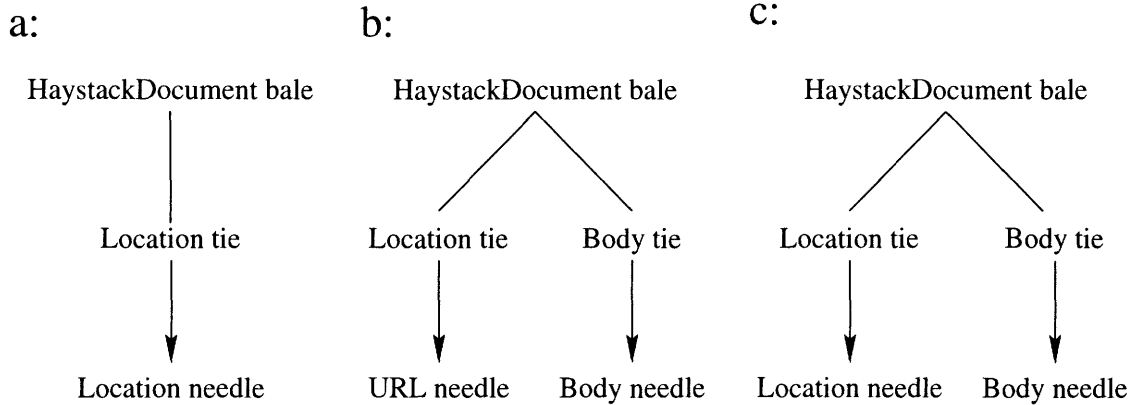 a:
HaystackDocument bale
Location tie
Location needle
b:
HaystackDocument bale
Location tie Body tie
URL needle Body needle
c:
HaystackDocument bale
Location tie Body tie
Location needle Body needle